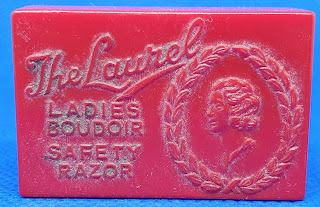 The Laurel
LADIES
BOUDOIR
SAFETY
RAZOR